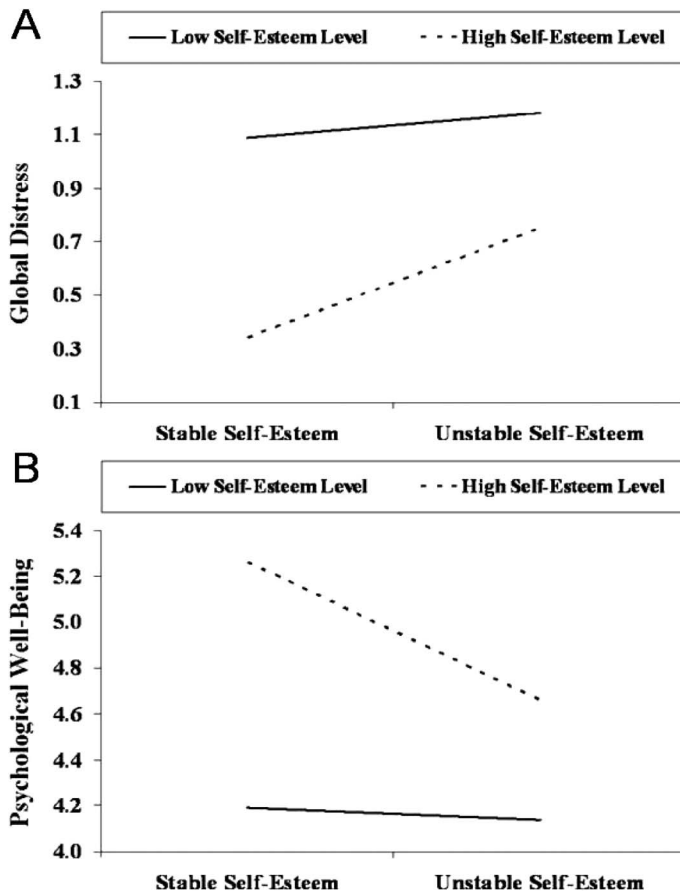 A
Low Self-Esteem Level High Self-Esteem Level
1.3
1.1
0.9
0.7
0.5
0.3
0.1
Global Distress
Stable Self-Esteem Unstable Self-Esteem
B
Low Self-Esteem Level High Self-Esteem Level
5.4
5.2
5.0
4.8
4.6
4.4
4.2
4.0
Psychological Well-Being
Stable Self-Esteem Unstable Self-Esteem